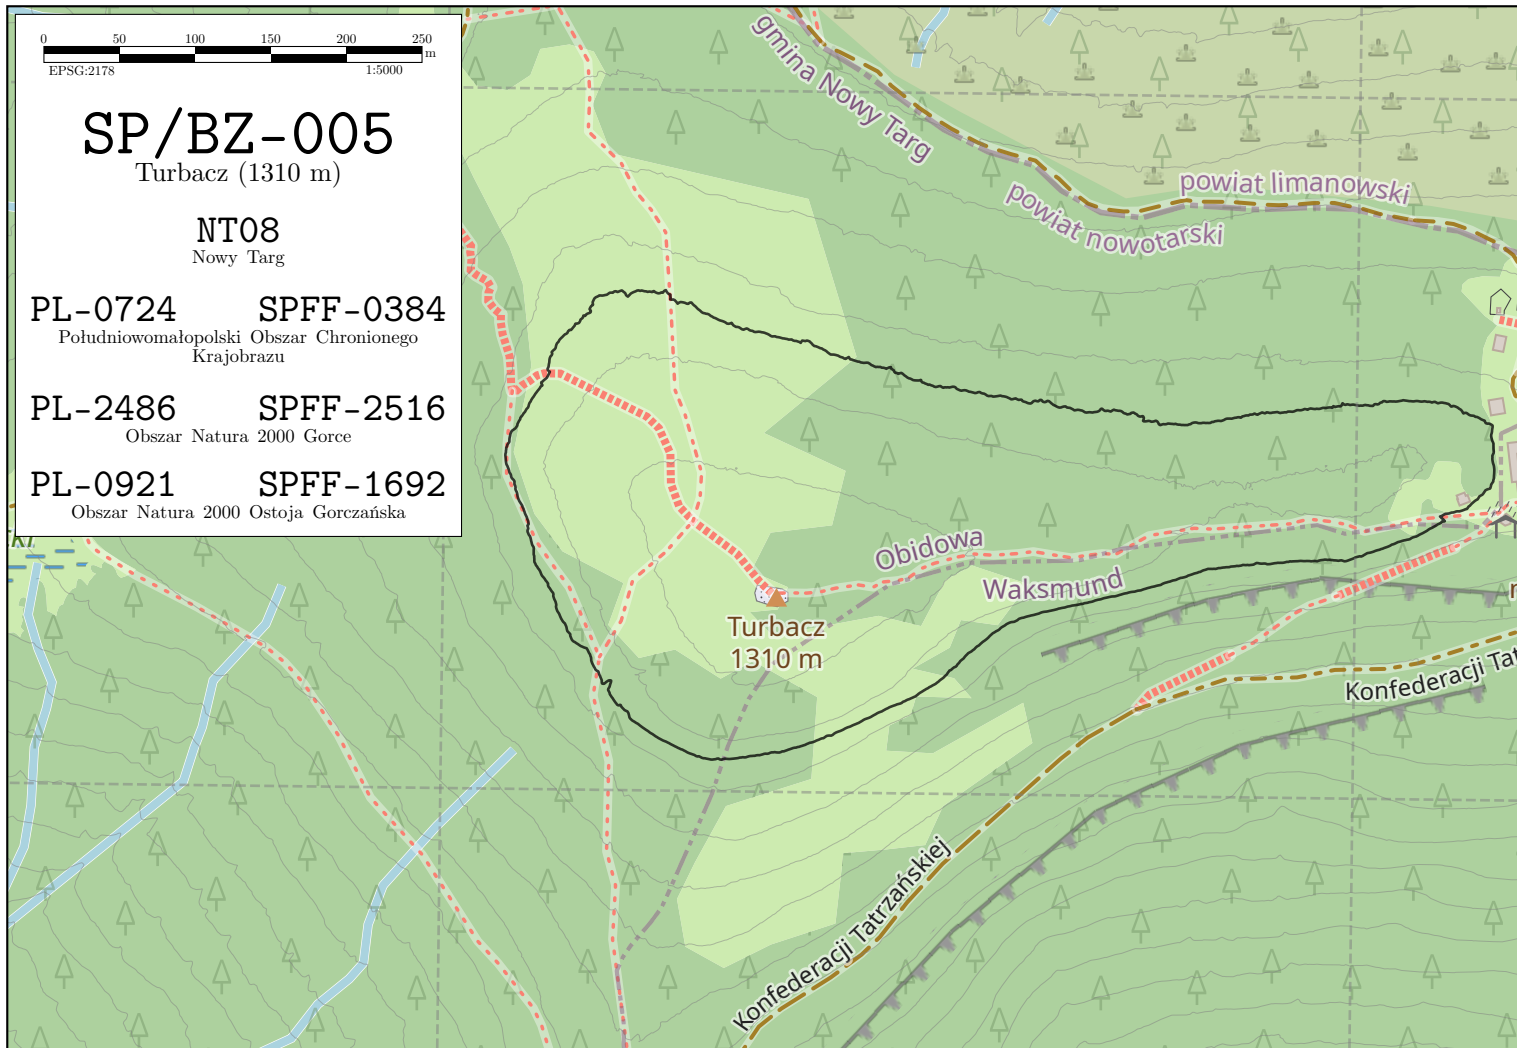 0 50 100 150 200 250
m
EPSG:2178 1:5000
SP/BZ-005
Turbacz (1310 m)
NT08
Nowy Targ
PL-0724 SPFF-0384
Południowomałopolski Obszar Chronionego
Krajobrazu
PL-2486 SPFF-2516
Obszar Natura 2000 Gorce
PL-0921 SPFF-1692
Obszar Natura 2000 Ostoja Gorczańska
gmina Nowy Targ
powiat limanowski
powiat nowotarski
Obidowa
Waksmund
Turbacz
1310 m
Konfederacji Tat
Konfederacji Tatrzańskiej